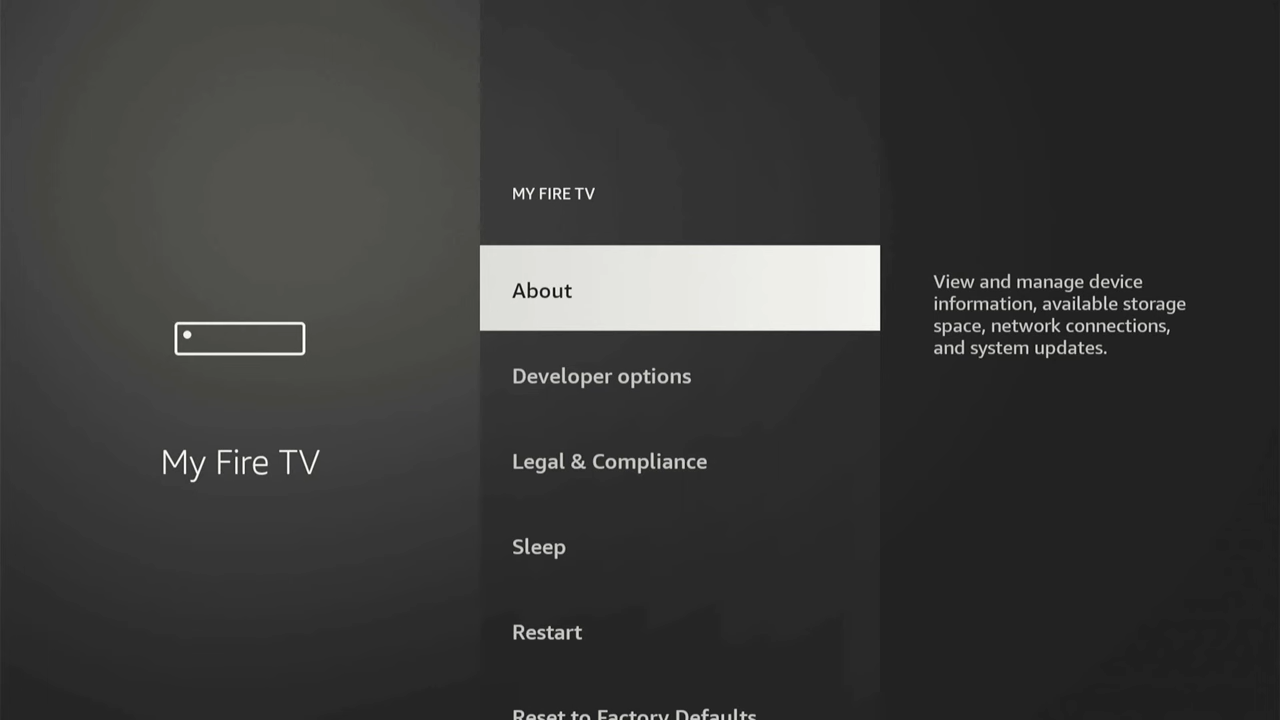 My Fire TV
MY FIRE TV
About
Developer options
Legal & Compliance
Sleep
Restart
Reset to Factory Defaults
View and manage device
information, available storage
space, network connections,
and system updates.